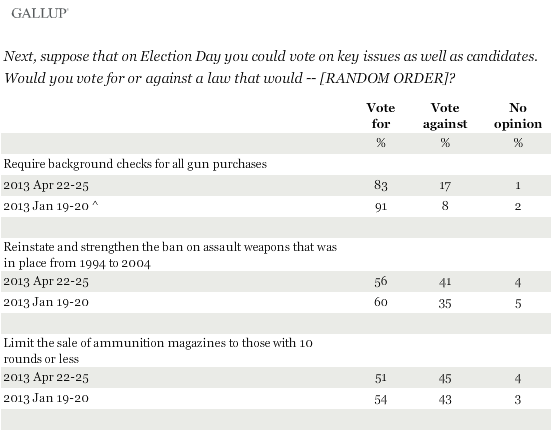 GALLUP®
Next, suppose that on Election Day you could vote on key issues as well as candidates.
Would you vote for or against a law that would -- [RANDOM ORDER]?
Vote for Vote against No opinion
% % %
Require background checks for all gun purchases
2013 Apr 22-25 83 17 1
2013 Jan 19-20 ^ 91 8 2
Reinstate and strengthen the ban on assault weapons that was
in place from 1994 to 2004
2013 Apr 22-25 56 41 4
2013 Jan 19-20 60 35 5
Limit the sale of ammunition magazines to those with 10
rounds or less
2013 Apr 22-25 51 45 4
2013 Jan 19-20 54 43 3